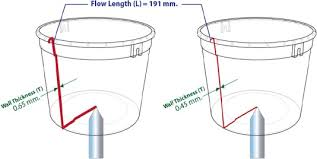 Flow Length (L) = 191 mm.
Wall Thickness (T)
0.65 mm.
Wall Thickness (T)
0.45 mm.